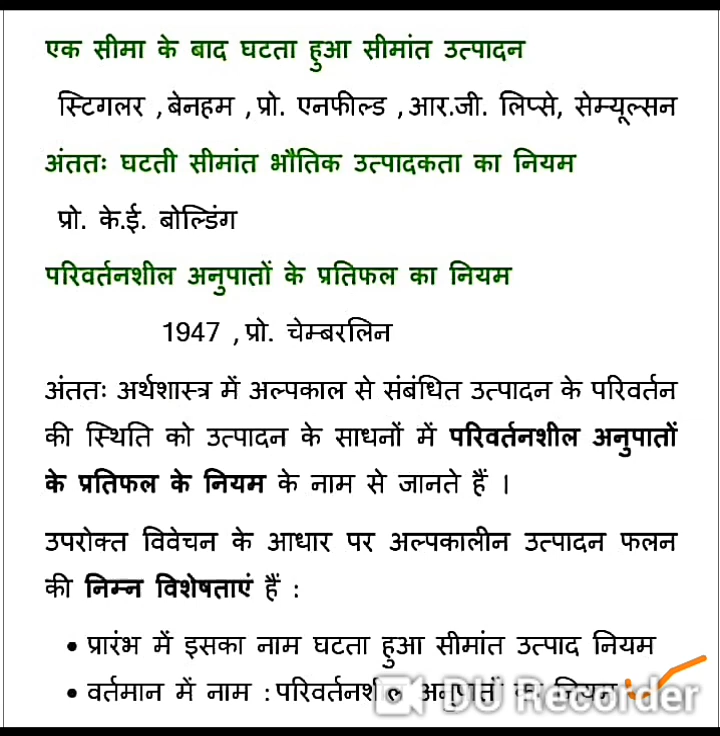 एक सीमा के बाद घटता हुआ सीमांत उत्पादन
स्टिगलर ,बेनहम ,प्रो. एनफील्ड ,आर.जी. लिप्से, सेम्यूल्सन
अंततः घटती सीमांत भौतिक उत्पादकता का नियम
प्रो. के.ई. बोल्डिंग
परिवर्तनशील अनुपातों के प्रतिफल का नियम
1947 ,प्रो. चेम्बरलिन
अंततः अर्थशास्त्र में अल्पकाल से संबंधित उत्पादन के परिवर्तन
की स्थिति को उत्पादन के साधनों में परिवर्तनशील अनुपातों
के प्रतिफल के नियम के नाम से जानते हैं ।
उपरोक्त विवेचन के आधार पर अल्पकालीन उत्पादन फलन
की निम्न विशेषताएं हैं :
• प्रारंभ में इसका नाम घटता हुआ सीमांत उत्पाद नियम
• वर्तमान में नाम :परिवर्तनशील अनुपातों का नियम
DU Recorder